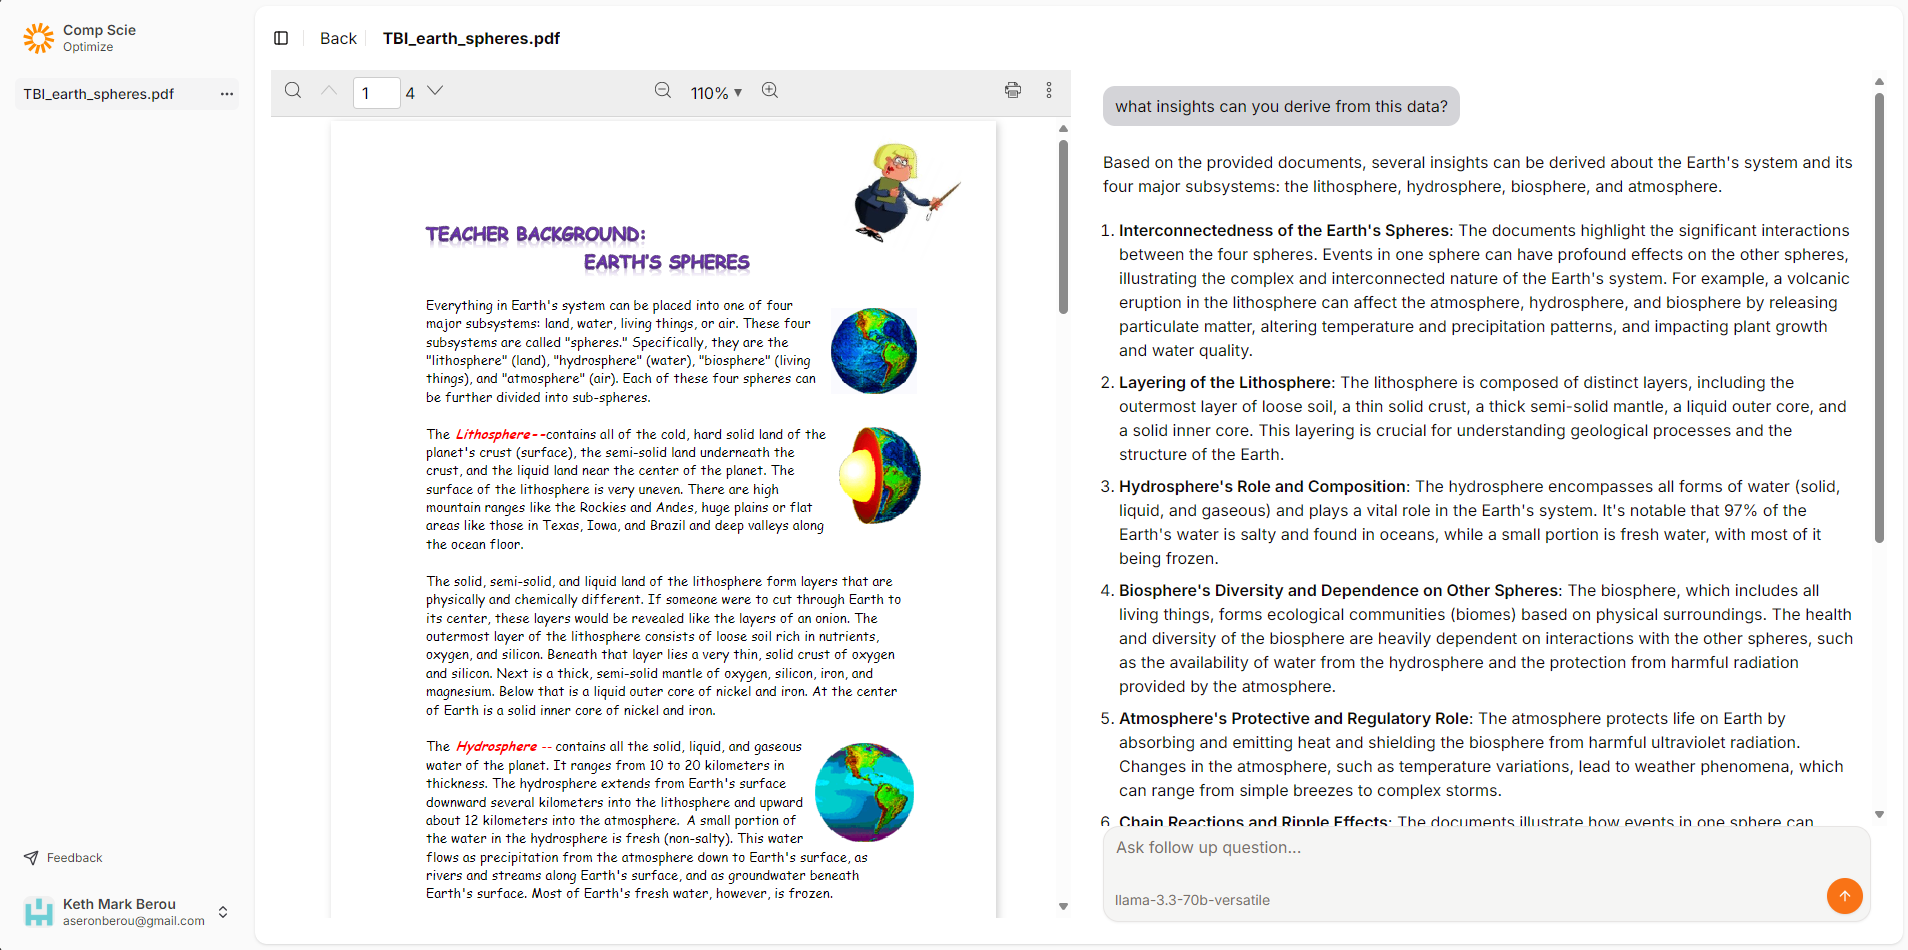 Comp Scie
Optimize
TBI_earth_spheres.pdf
Feedback
Keth Mark Berou
aseronberou@gmail.com
Back
TBI_earth_spheres.pdf
1
4
110%
TEACHER BACKGROUND:
EARTH'S SPHERES
Everything in Earth's system can be placed into one of four
major subsystems: land, water, living things, or air. These four
subsystems are called "spheres." Specifically, they are the
"lithosphere" (land), "hydrosphere" (water), "biosphere" (living
things), and "atmosphere" (air). Each of these four spheres can
be further divided into sub-spheres.
The Lithosphere--contains all of the cold, hard solid land of the
planet's crust (surface), the semi-solid land underneath the
crust, and the liquid land near the center of the planet. The
surface of the lithosphere is very uneven. There are high
mountain ranges like the Rockies and Andes, huge plains or flat
areas like those in Texas, Iowa, and Brazil and deep valleys along
the ocean floor.
The solid, semi-solid, and liquid land of the lithosphere form layers that are
physically and chemically different. If someone were to cut through Earth to
its center, these layers would be revealed like the layers of an onion. The
outermost layer of the lithosphere consists of loose soil rich in nutrients,
oxygen, and silicon. Beneath that layer lies a very thin, solid crust of oxygen
and silicon. Next is a thick, semi-solid mantle of oxygen, silicon, iron, and
magnesium. Below that is a liquid outer core of nickel and iron. At the center
of Earth is a solid inner core of nickel and iron.
The Hydrosphere -- contains all the solid, liquid, and gaseous
water of the planet. It ranges from 10 to 20 kilometers in
thickness. The hydrosphere extends from Earth's surface
downward several kilometers into the lithosphere and upward
about 12 kilometers into the atmosphere. A small portion of
the water in the hydrosphere is fresh (non-salty). This water
flows as precipitation from the atmosphere down to Earth's surface, as
rivers and streams along Earth's surface, and as groundwater beneath
Earth's surface. Most of Earth's fresh water, however, is frozen.
what insights can you derive from this data?
Based on the provided documents, several insights can be derived about the Earth's system and its
four major subsystems: the lithosphere, hydrosphere, biosphere, and atmosphere.
1. Interconnectedness of the Earth's Spheres: The documents highlight the significant interactions
between the four spheres. Events in one sphere can have profound effects on the other spheres,
illustrating the complex and interconnected nature of the Earth's system. For example, a volcanic
eruption in the lithosphere can affect the atmosphere, hydrosphere, and biosphere by releasing
particulate matter, altering temperature and precipitation patterns, and impacting plant growth
and water quality.
2. Layering of the Lithosphere: The lithosphere is composed of distinct layers, including the
outermost layer of loose soil, a thin solid crust, a thick semi-solid mantle, a liquid outer core, and
a solid inner core. This layering is crucial for understanding geological processes and the
structure of the Earth.
3. Hydrosphere's Role and Composition: The hydrosphere encompasses all forms of water (solid,
liquid, and gaseous) and plays a vital role in the Earth's system. It's notable that 97% of the
Earth's water is salty and found in oceans, while a small portion is fresh water, with most of it
being frozen.
4. Biosphere's Diversity and Dependence on Other Spheres: The biosphere, which includes all
living things, forms ecological communities (biomes) based on physical surroundings. The health
and diversity of the biosphere are heavily dependent on interactions with the other spheres, such
as the availability of water from the hydrosphere and the protection from harmful radiation
provided by the atmosphere.
5. Atmosphere's Protective and Regulatory Role: The atmosphere protects life on Earth by
absorbing and emitting heat and shielding the biosphere from harmful ultraviolet radiation.
Changes in the atmosphere, such as temperature variations, lead to weather phenomena, which
can range from simple breezes to complex storms.
6. Chain Reactions and Ripple Effects: The documents illustrate how events in one sphere can
Ask follow up question...
llama-3.3-70b-versatile